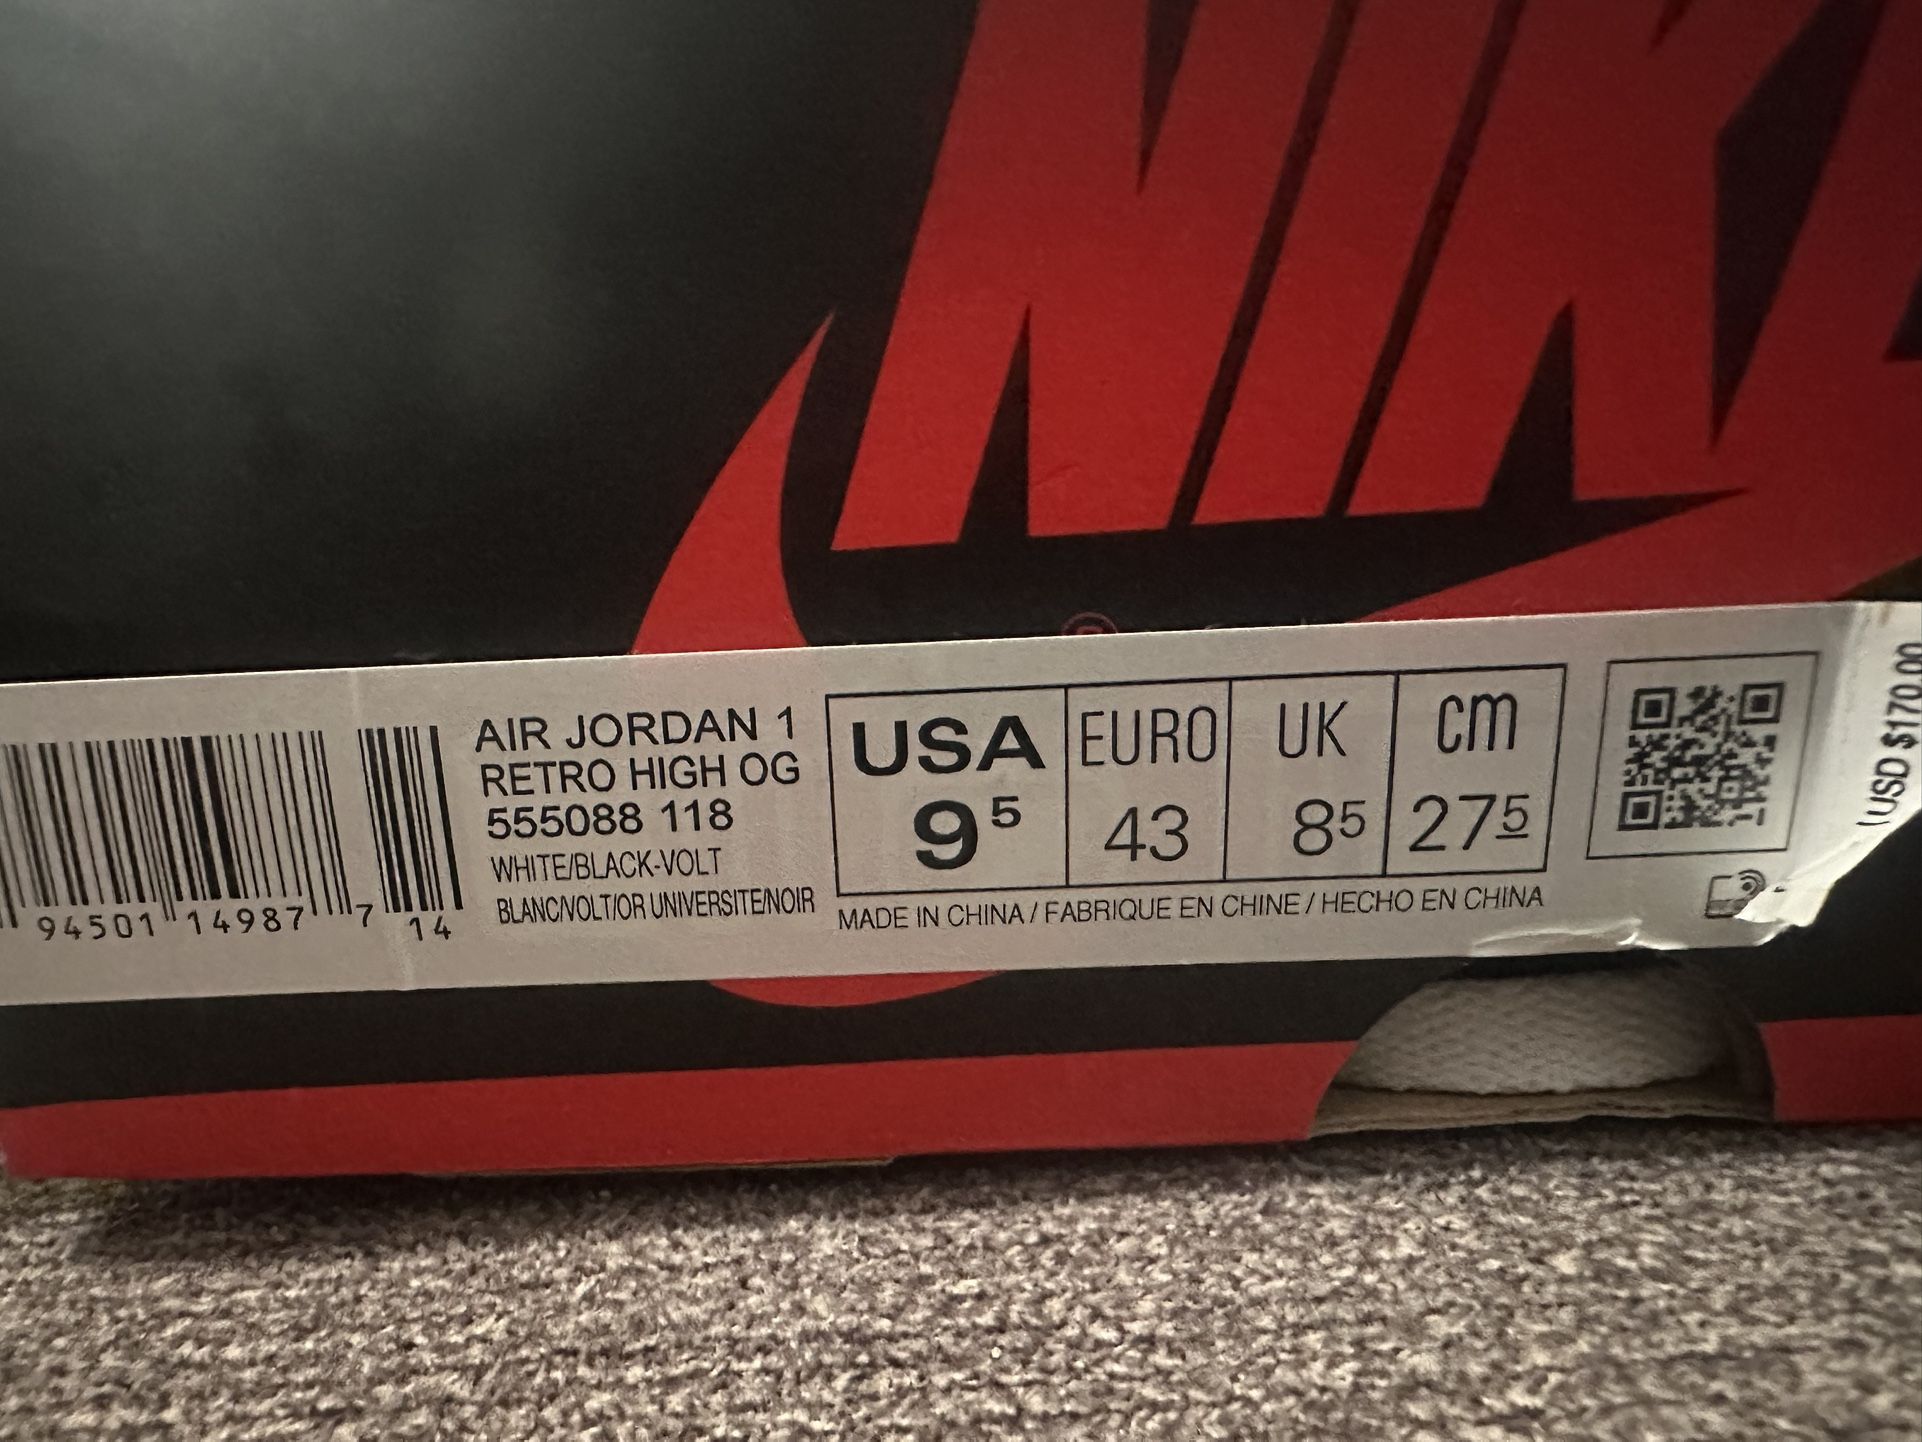 NIKE
®
AIR JORDAN 1
RETRO HIGH OG
555088 118
WHITE/BLACK-VOLT
BLANC/VOLT/OR UNIVERSITE/NOIR
94501 14987 7 14
USA EURO UK cm
9 5 43 8 5 27 5
MADE IN CHINA / FABRIQUE EN CHINE / HECHO EN CHINA
(USD $170.00